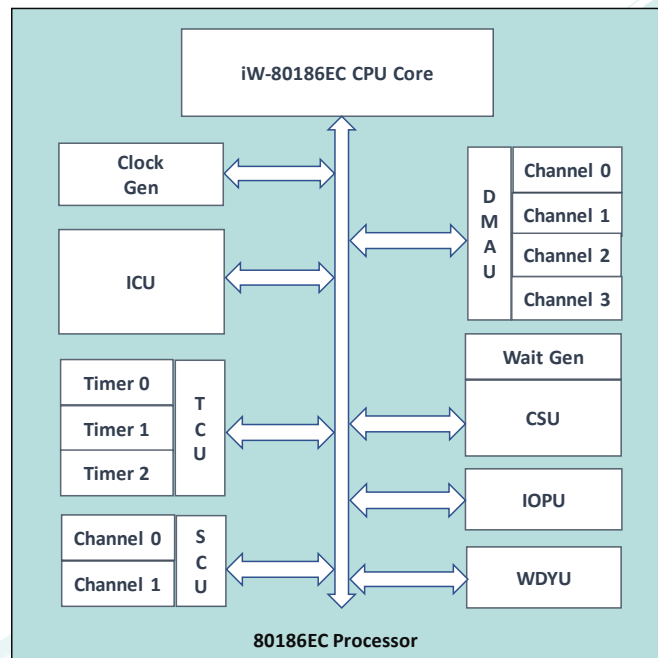 iW-80186EC CPU Core
Clock
Gen
ICU
Timer 0
Timer 1
Timer 2
T
C
U
Channel 0
Channel 1
S
C
U
D
M
A
U
Channel 0
Channel 1
Channel 2
Channel 3
Wait Gen
CSU
IOPU
WDYU
80186EC Processor